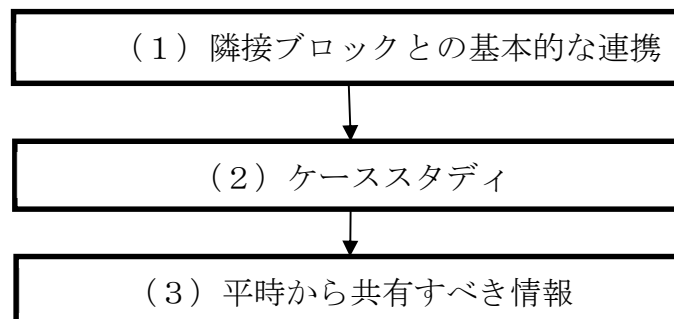 （１）隣接ブロックとの基本的な連携
（２）ケーススタディ
（３）平時から共有すべき情報